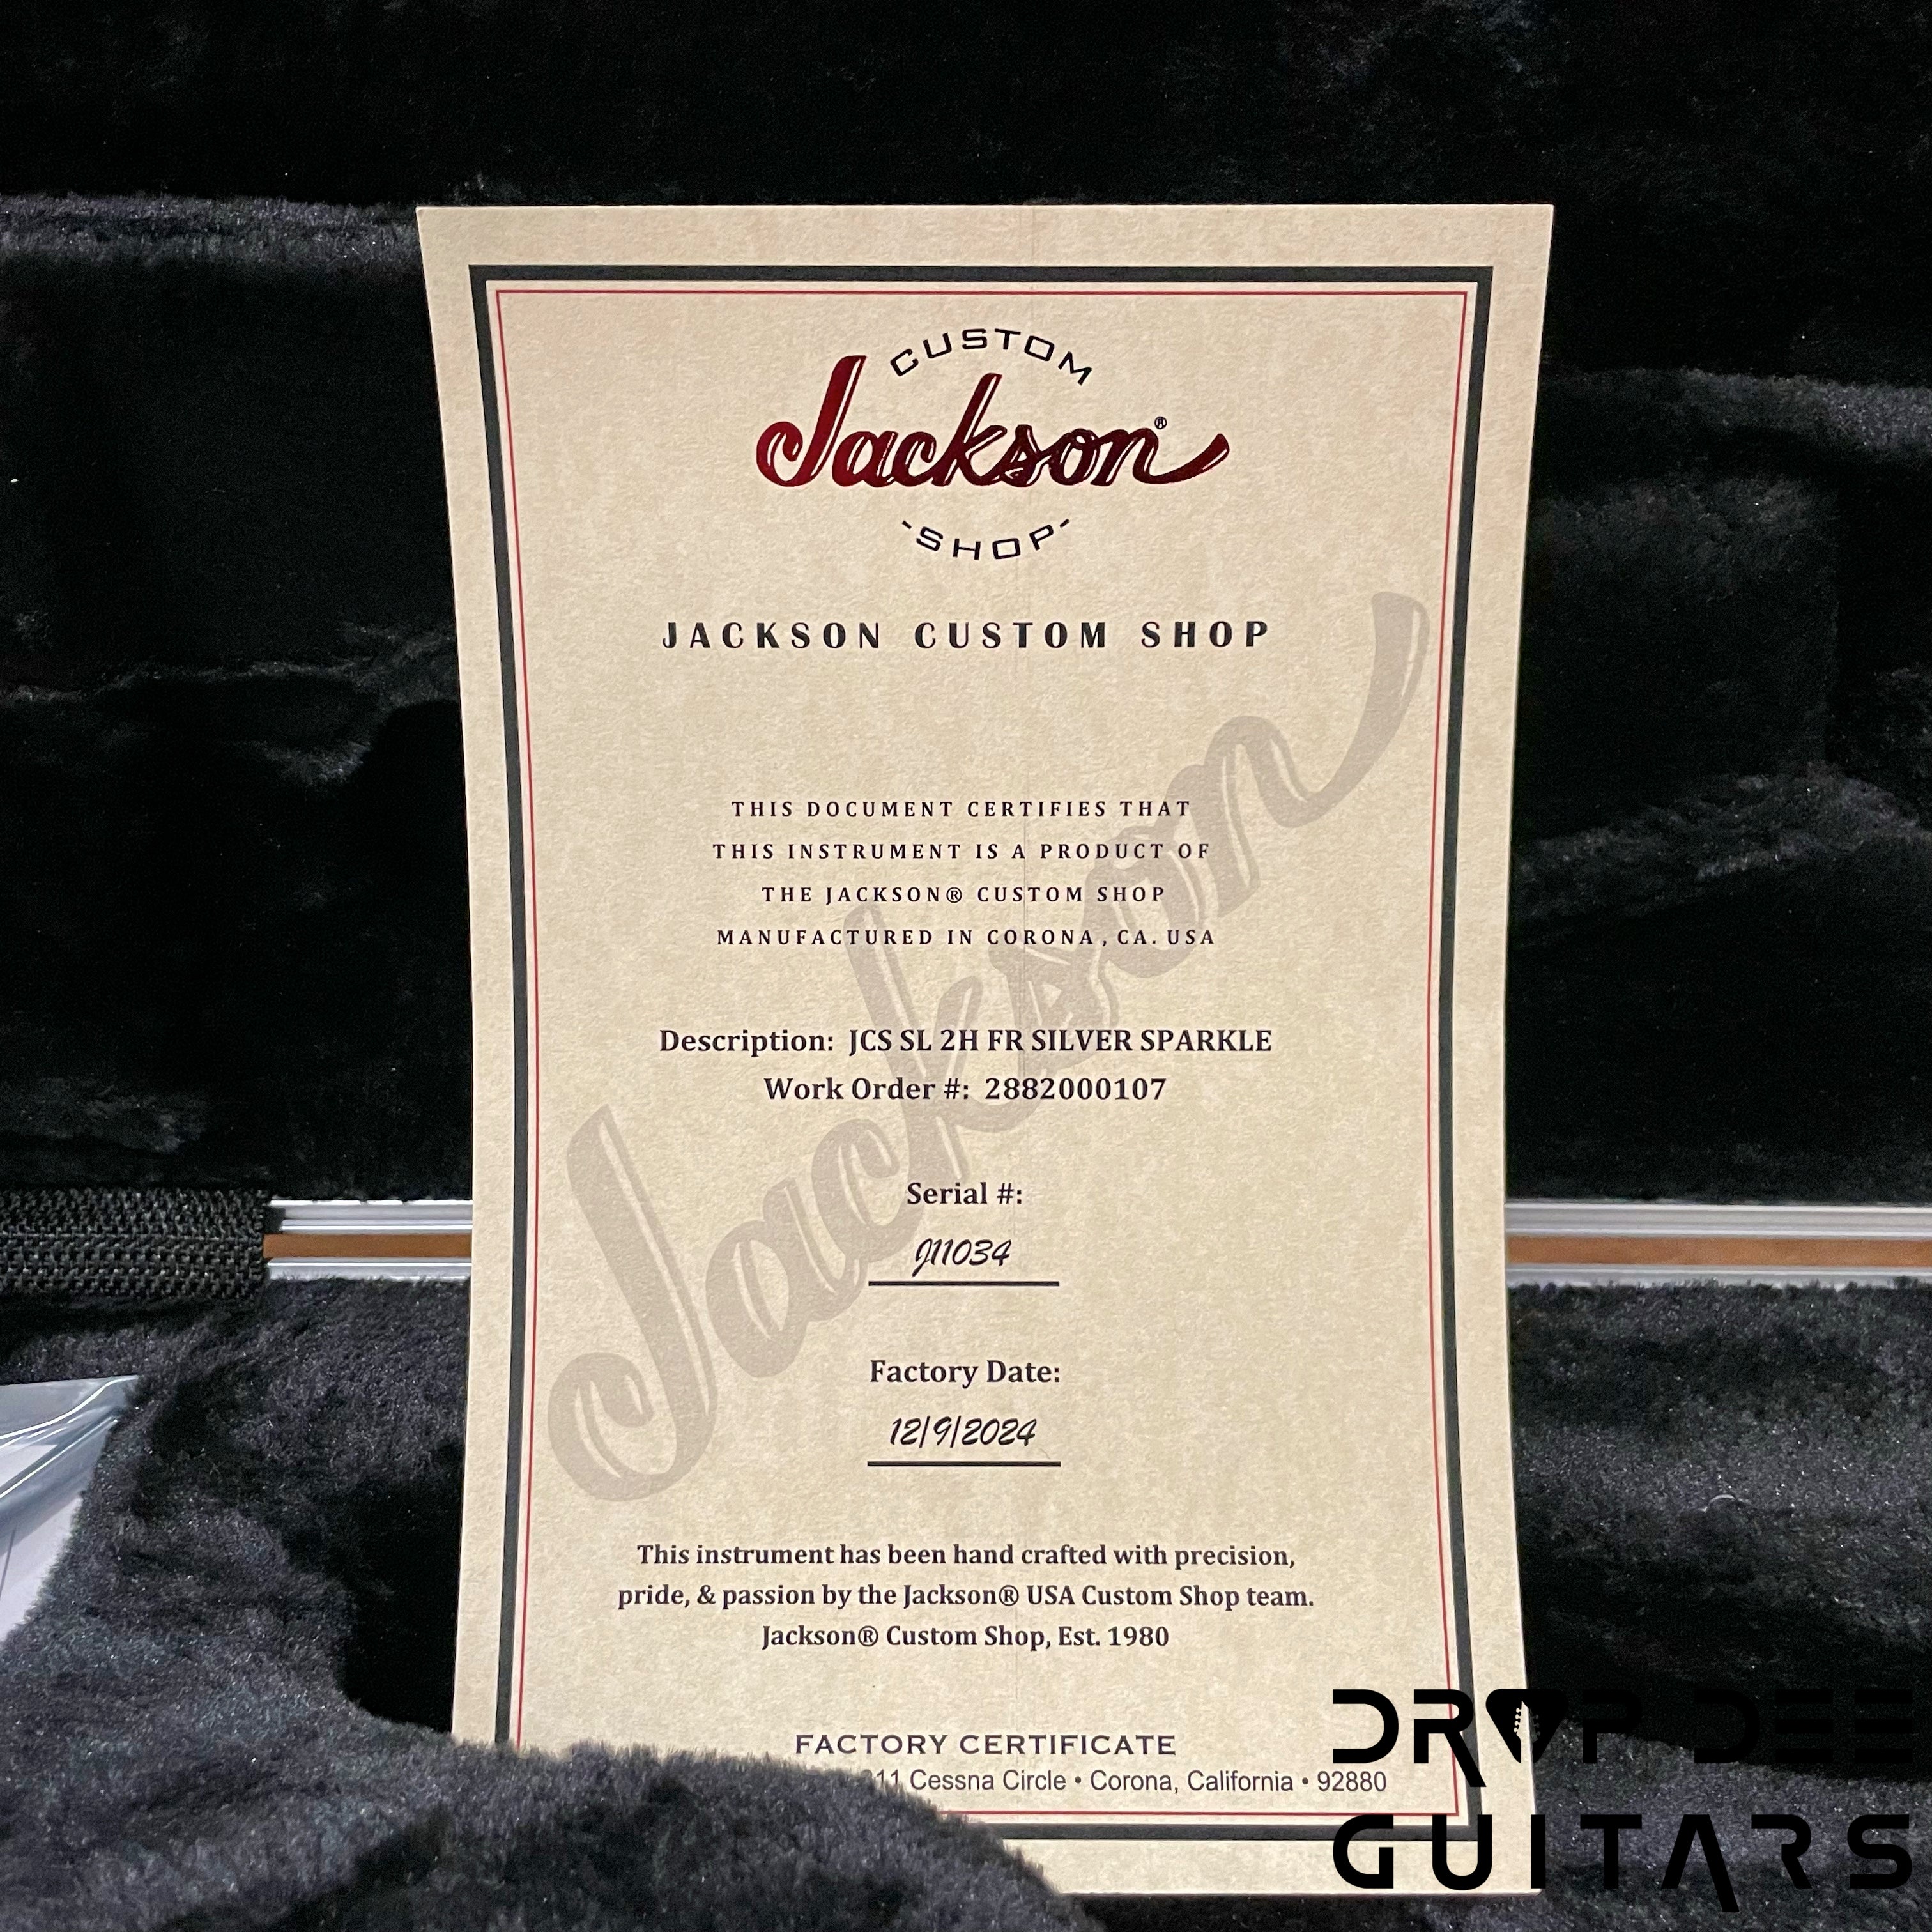 CUSTOM
Jackson®
-SHOP-
JACKSON CUSTOM SHOP
THIS DOCUMENT CERTIFIES THAT
THIS INSTRUMENT IS A PRODUCT OF
THE JACKSON® CUSTOM SHOP
MANUFACTURED IN CORONA, CA. USA
Jackson
Description: JCS SL 2H FR SILVER SPARKLE
Work Order #: 2882000107
Serial #:
J11034
Factory Date:
12/9/2024
This instrument has been hand crafted with precision,
pride, & passion by the Jackson® USA Custom Shop team.
Jackson® Custom Shop, Est. 1980
FACTORY CERTIFICATE
Cessna Circle • Corona, California • 92880
DROP DEE
GUITARS